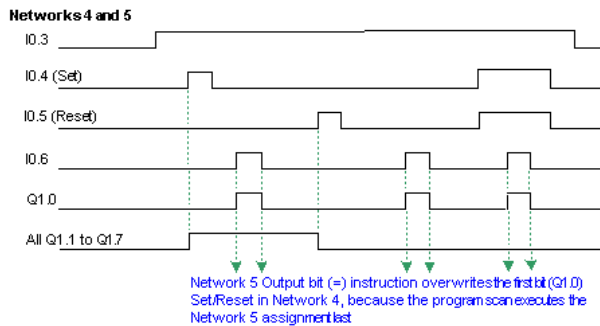 Networks 4 and 5
I0.3
I0.4 (Set)
I0.5 (Reset)
I0.6
Q1.0
All Q1.1 to Q1.7
Network 5 Output bit (=) instruction overwrites the first bit (Q1.0)
Set/Reset in Network 4, because the program scan executes the
Network 5 assignment last